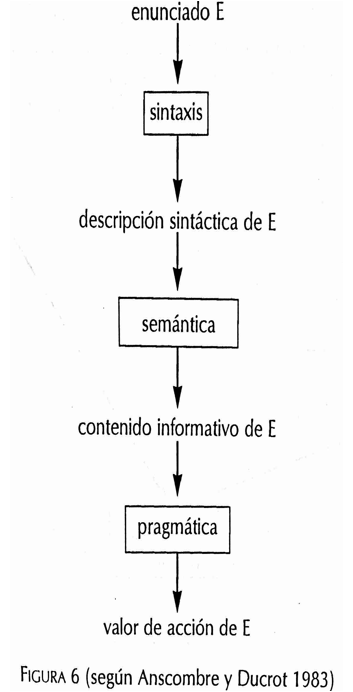 enunciado E
sintaxis
descripción sintáctica de E
semántica
contenido informativo de E
pragmática
valor de acción de E
FIGURA 6 (según Anscombre y Ducrot 1983)